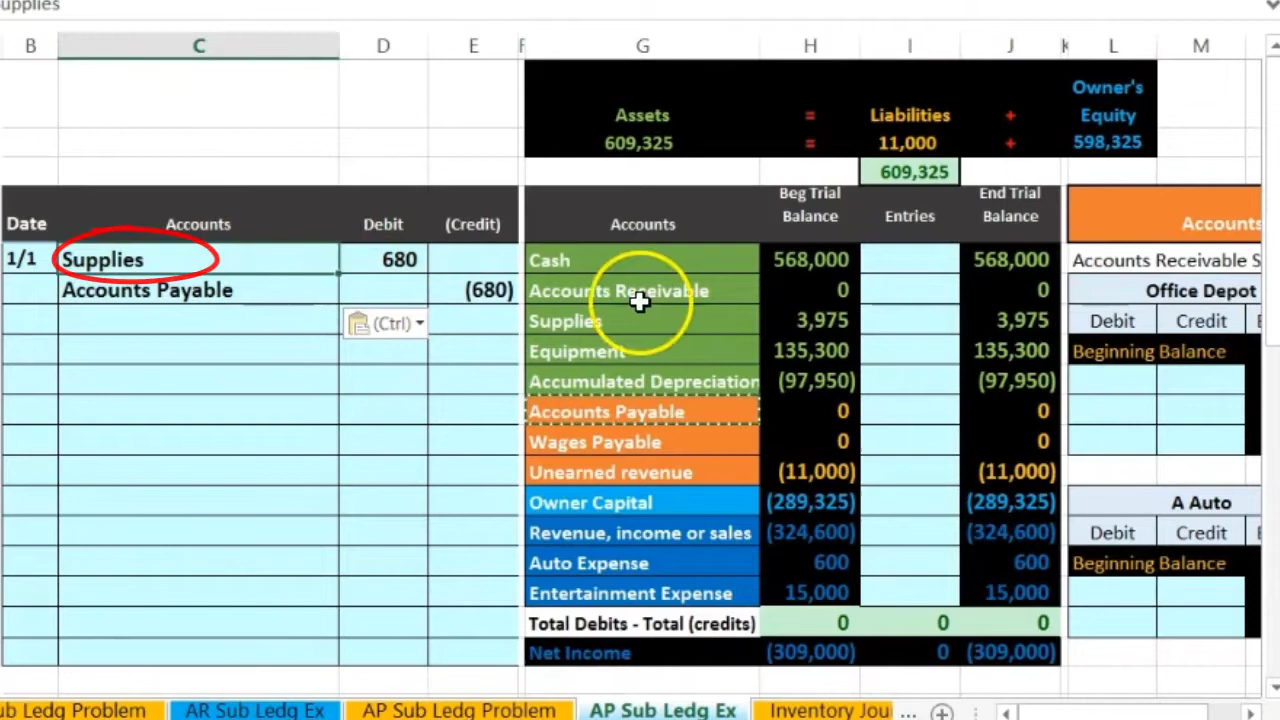 upplies
B C D E F G H I J K L M
Owner's
Assets = Liabilities + Equity
609,325 = 11,000 + 598,325
609,325
Date Accounts Debit (Credit)
1/1 Supplies 680
Accounts Payable (680)
(Ctrl)
Accounts Beg Trial Balance Entries End Trial Balance
Cash 568,000 568,000
Accounts Receivable 0 0
Supplies 3,975 3,975
Equipment 135,300 135,300
Accumulated Depreciation (97,950) (97,950)
Accounts Payable 0 0
Wages Payable 0 0
Unearned revenue (11,000) (11,000)
Owner Capital (289,325) (289,325)
Revenue, income or sales (324,600) (324,600)
Auto Expense 600 600
Entertainment Expense 15,000 15,000
Total Debits - Total (credits) 0 0 0
Net Income (309,000) 0 (309,000)
Accounts
Accounts Receivable S
Office Depot
Debit Credit
Beginning Balance
A Auto
Debit Credit
Beginning Balance
ub Ledg Problem AR Sub Ledg Ex AP Sub Ledg Problem AP Sub Ledg Ex Inventory Jou ...